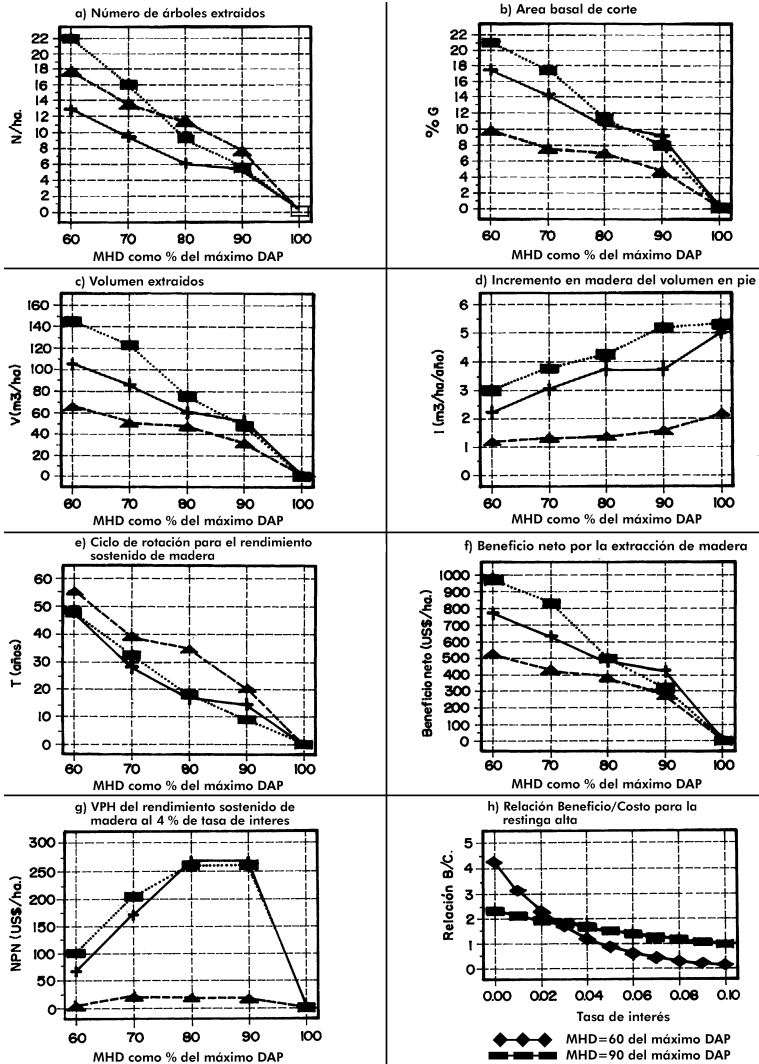 a) Número de árboles extraidos
22
20
18
16
14
12
10
8
6
4
2
0
N/ha.
60 70 80 90 100
MHD como % del máximo DAP
b) Area basal de corte
22
20
18
16
14
12
10
8
6
4
2
0
% G
60 70 80 90 100
MHD como % del máximo DAP
c) Volumen extraidos
160
140
120
100
80
60
40
20
0
V(m3/ha)
60 70 80 90 100
MHD como % del máximo DAP
d) Incremento en madera del volumen en pie
6
5
4
3
2
1
0
I (m3/ha/año)
60 70 80 90 100
MHD como % del máximo DAP
e) Ciclo de rotación para el rendimiento
sostenido de madera
60
50
40
30
20
10
0
T (años)
60 70 80 90 100
MHD como % del máximo DAP
f) Beneficio neto por la extracción de madera
1000
900
800
700
600
500
400
300
200
100
0
Beneficio neto (US$/ha.)
60 70 80 90 100
MHD como % del máximo DAP
g) VPH del rendimiento sostenido de
madera al 4 % de tasa de interes
300
250
200
150
100
50
0
NPN (US$/ha.)
60 70 80 90 100
MHD como % del máximo DAP
h) Relación Beneficio/Costo para la
restinga alta
5
4
3
2
1
0
Relación B/C.
0.00 0.02 0.04 0.06 0.08 0.10
Tasa de interés
MHD=60 del máximo DAP
MHD=90 del máximo DAP